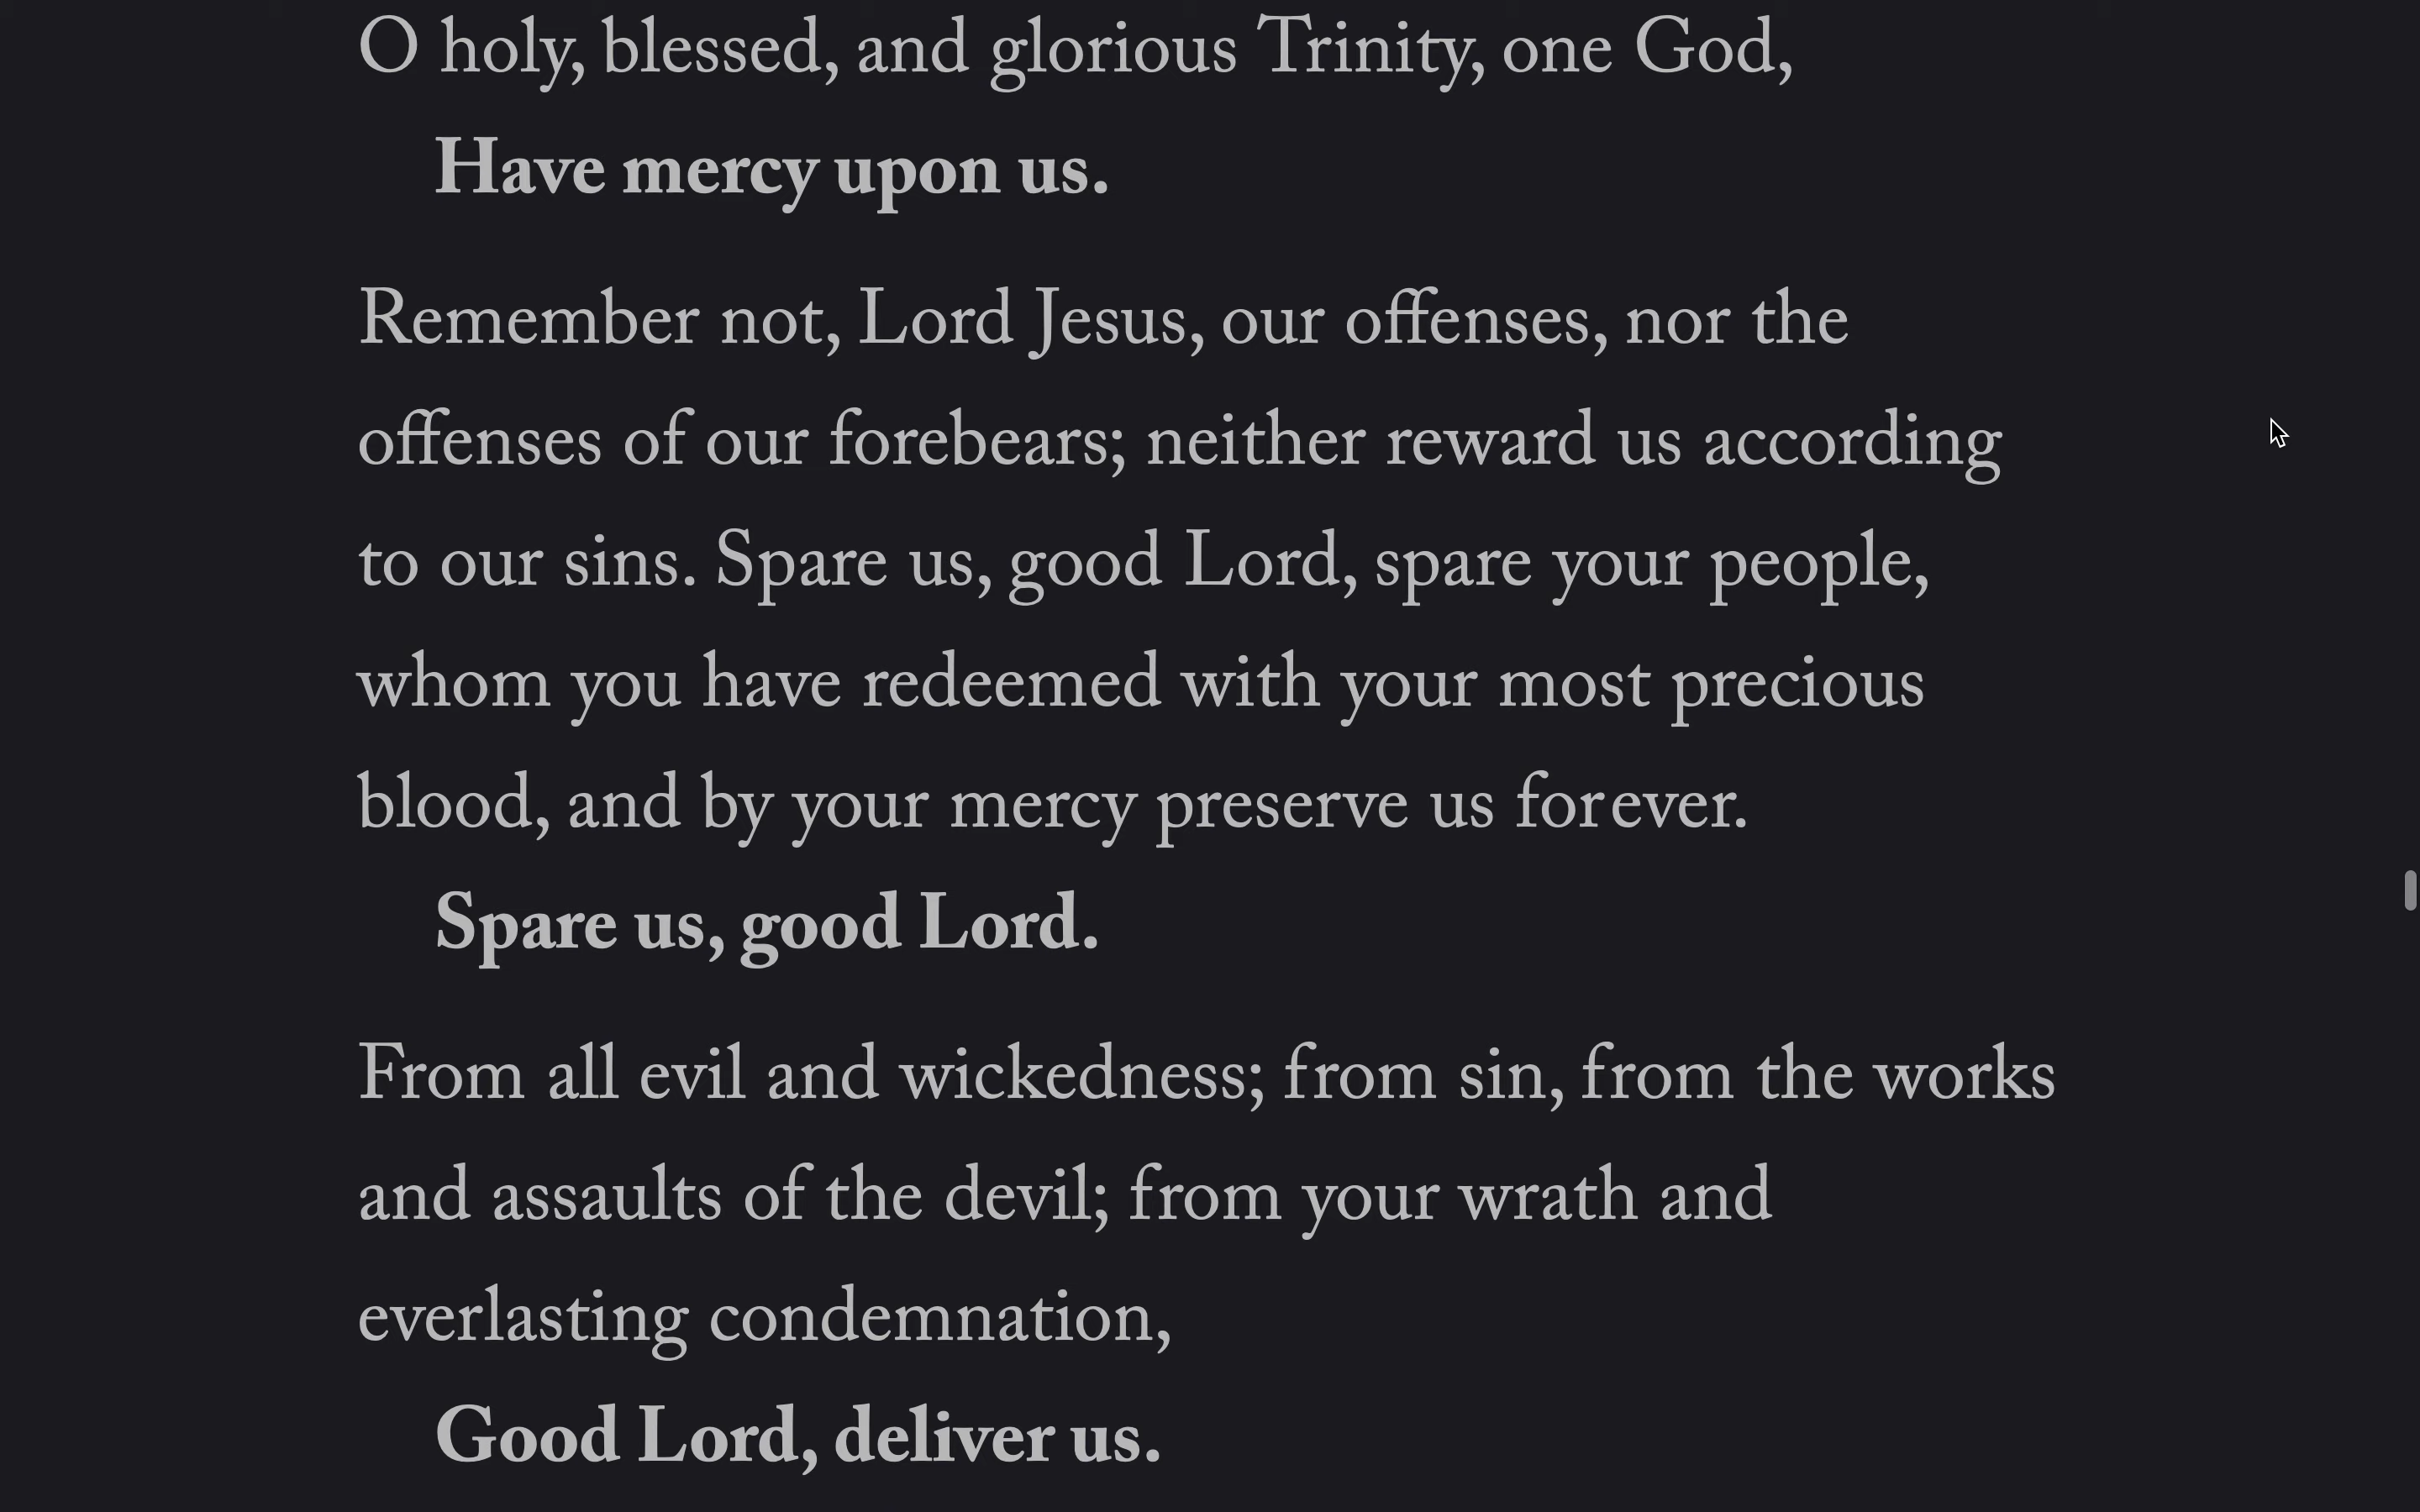 O holy, blessed, and glorious Trinity, one God,
Have mercy upon us.
Remember not, Lord Jesus, our offenses, nor the
offenses of our forebears; neither reward us according
to our sins. Spare us, good Lord, spare your people,
whom you have redeemed with your most precious
blood, and by your mercy preserve us forever.
Spare us, good Lord.
From all evil and wickedness; from sin, from the works
and assaults of the devil; from your wrath and
everlasting condemnation,
Good Lord, deliver us.